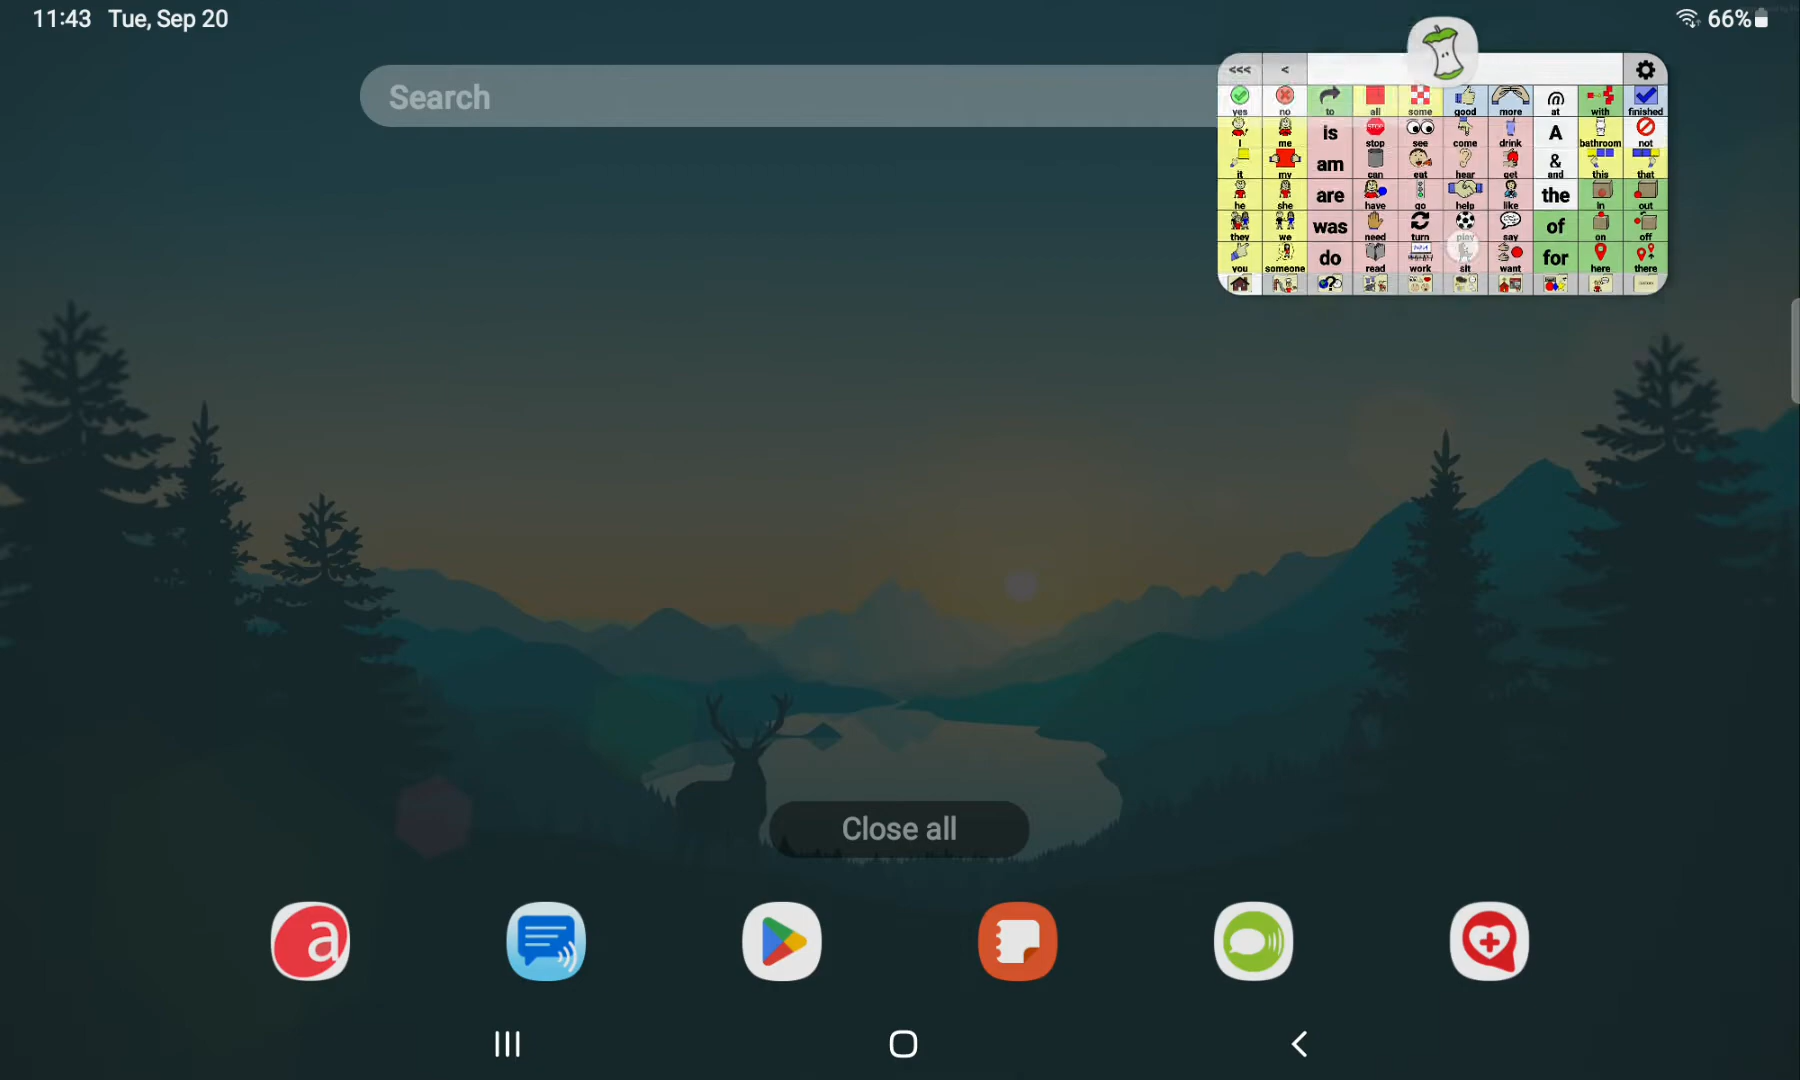 11:43 Tue, Sep 20
66%
Search
<<< <
yes no to all some good more at with finished
I me is stop see come drink A bathroom not
it my am can eat hear get & and this that
he she are have go help like the in out
they we was need turn play say of on off
you someone do read work sit want for here there
Close all
a